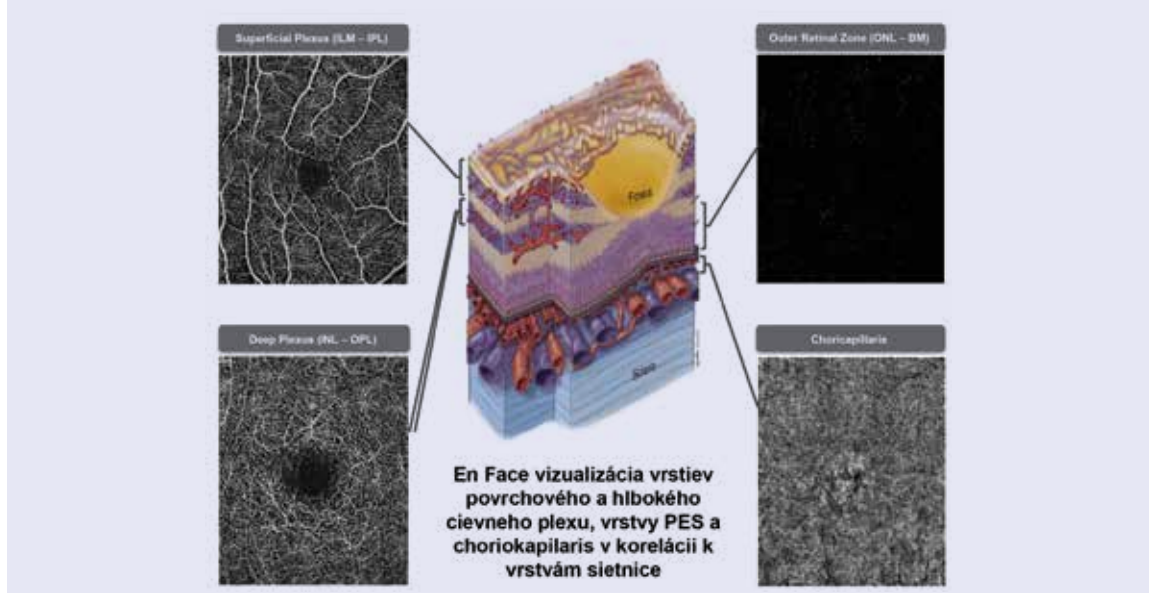 Superficial Plexus (ILM – IPL)
Outer Retinal Zone (ONL – BM)
Fovea
Deep Plexus (INL – OPL)
Choricapillaris
Sclera
En Face vizualizácia vrstiev
povrchového a hlbokého
cievneho plexu, vrstvy PES a
choriokapilaris v korelácii k
vrstvám sietnice